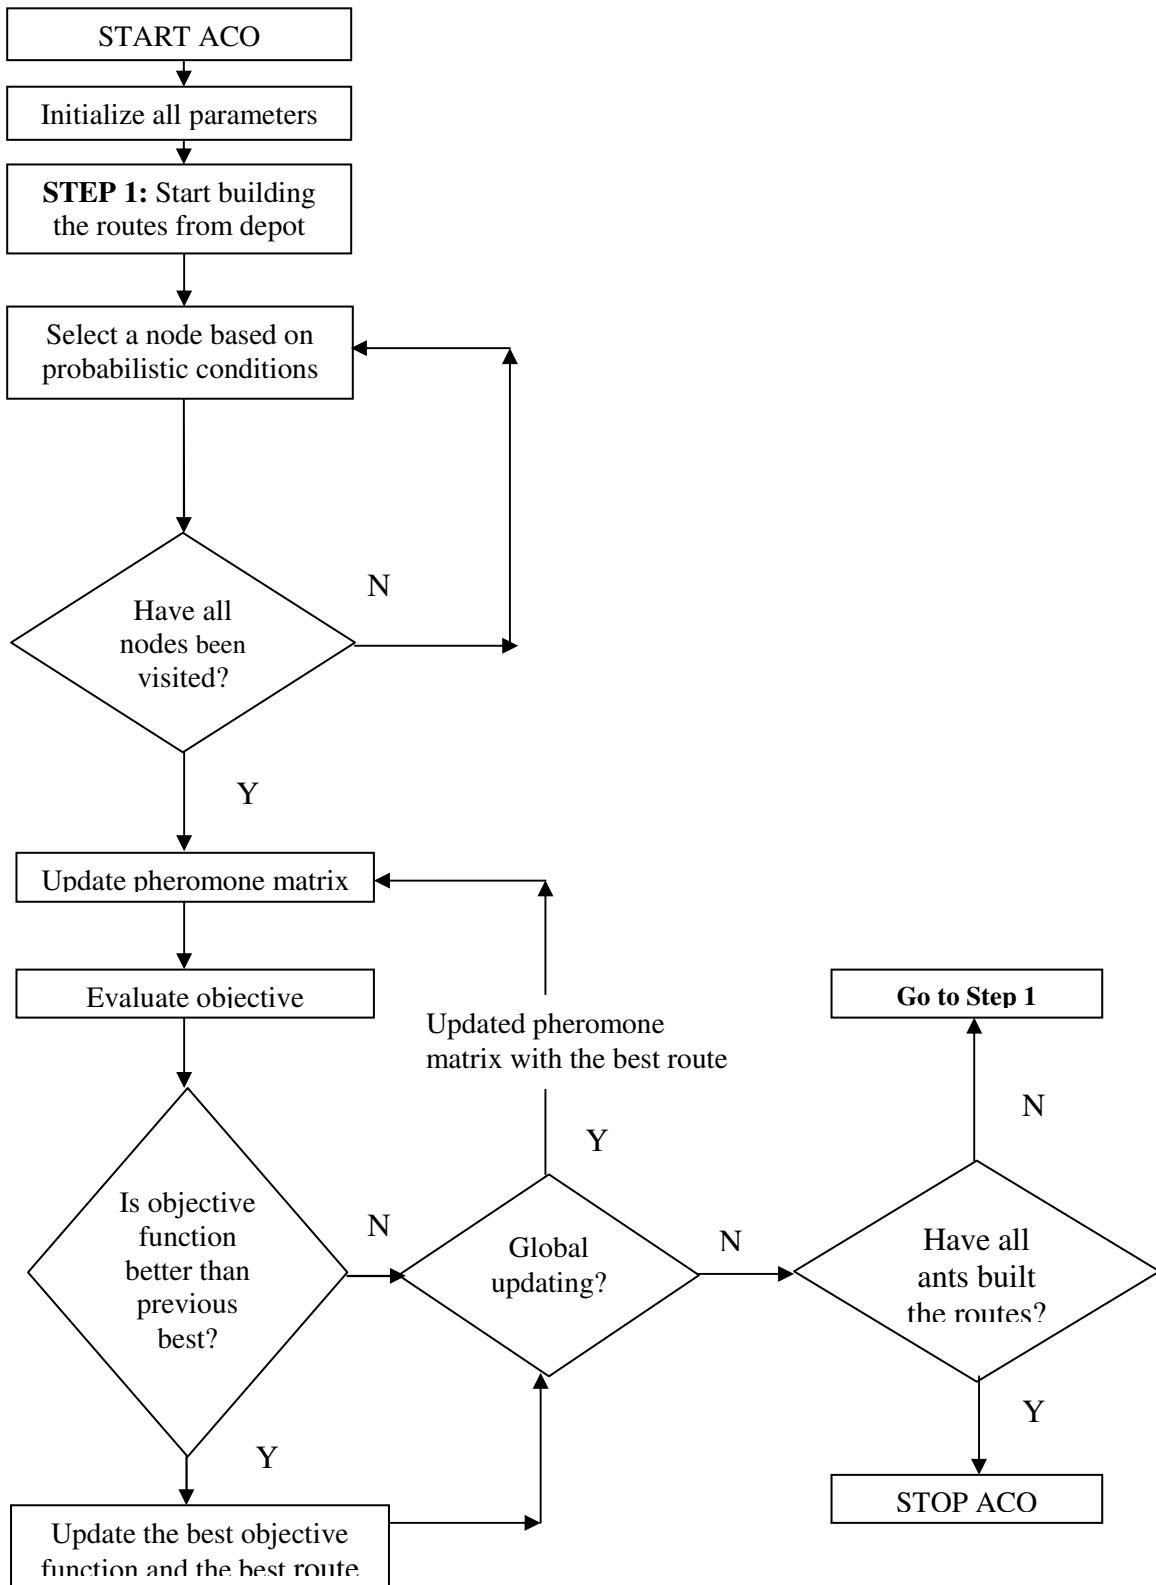 START ACO
Initialize all parameters
STEP 1: Start building
the routes from depot
Select a node based on
probabilistic conditions
N
Have all
nodes been
visited?
Y
Update pheromone matrix
Evaluate objective
Go to Step 1
Updated pheromone
matrix with the best route
N
Y
Is objective
function
better than
previous
best?
N
Global
updating?
N
Have all
ants built
the routes?
Y
Y
STOP ACO
Update the best objective
function and the best route